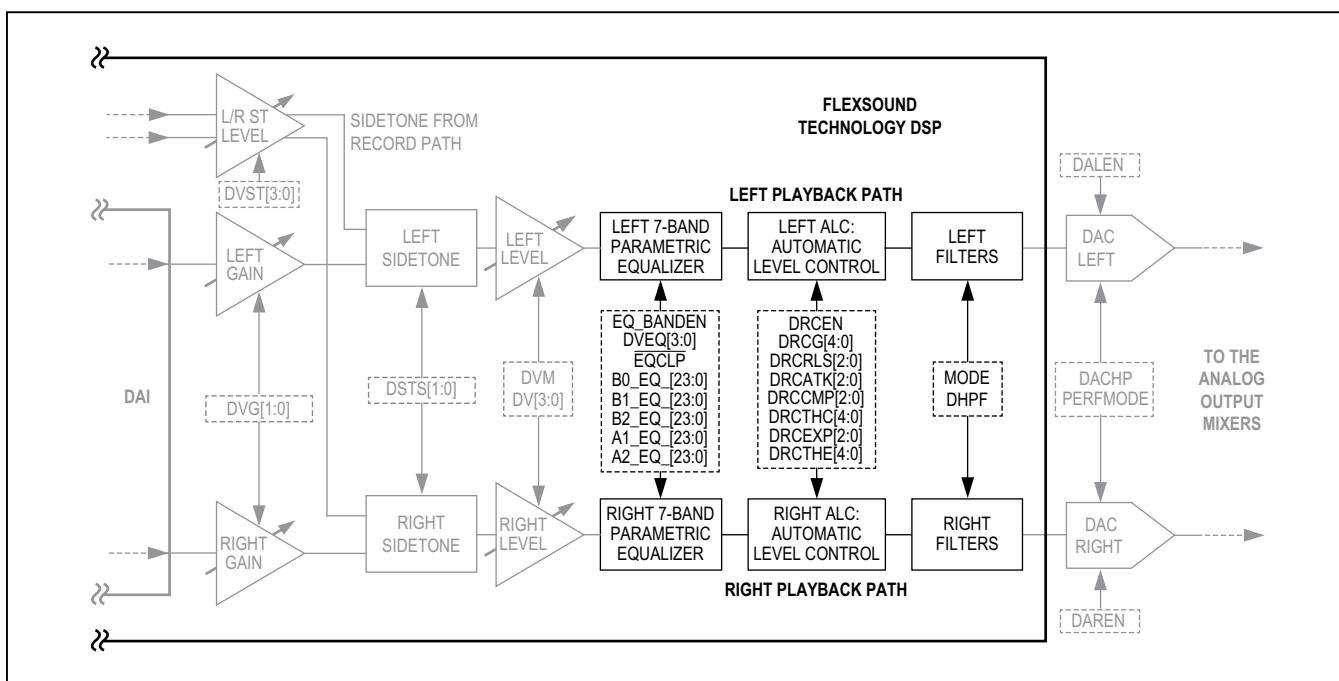 L/R ST
LEVEL
SIDETONE FROM
RECORD PATH
FLEXSOUND
TECHNOLOGY DSP
DVST[3:0]
LEFT PLAYBACK PATH
DALEN
LEFT
GAIN
LEFT
SIDETONE
LEFT
LEVEL
LEFT 7-BAND
PARAMETRIC
EQUALIZER
LEFT ALC:
AUTOMATIC
LEVEL CONTROL
LEFT
FILTERS
DAC
LEFT
DAI
DVG[1:0]
DSTS[1:0]
DVM
DV[3:0]
EQ_BANDEN
DVEQ[3:0]
EQCLP
B0_EQ_[23:0]
B1_EQ_[23:0]
B2_EQ_[23:0]
A1_EQ_[23:0]
A2_EQ_[23:0]
DRCEN
DRCG[4:0]
DRCRLS[2:0]
DRCATK[2:0]
DRCCMP[2:0]
DRCTHC[4:0]
DRCEXP[2:0]
DRCTHE[4:0]
MODE
DHPF
DACHP
PERFMODE
TO THE
ANALOG
OUTPUT
MIXERS
RIGHT
GAIN
RIGHT
SIDETONE
RIGHT
LEVEL
RIGHT 7-BAND
PARAMETRIC
EQUALIZER
RIGHT ALC:
AUTOMATIC
LEVEL CONTROL
RIGHT
FILTERS
DAC
RIGHT
RIGHT PLAYBACK PATH
DAREN